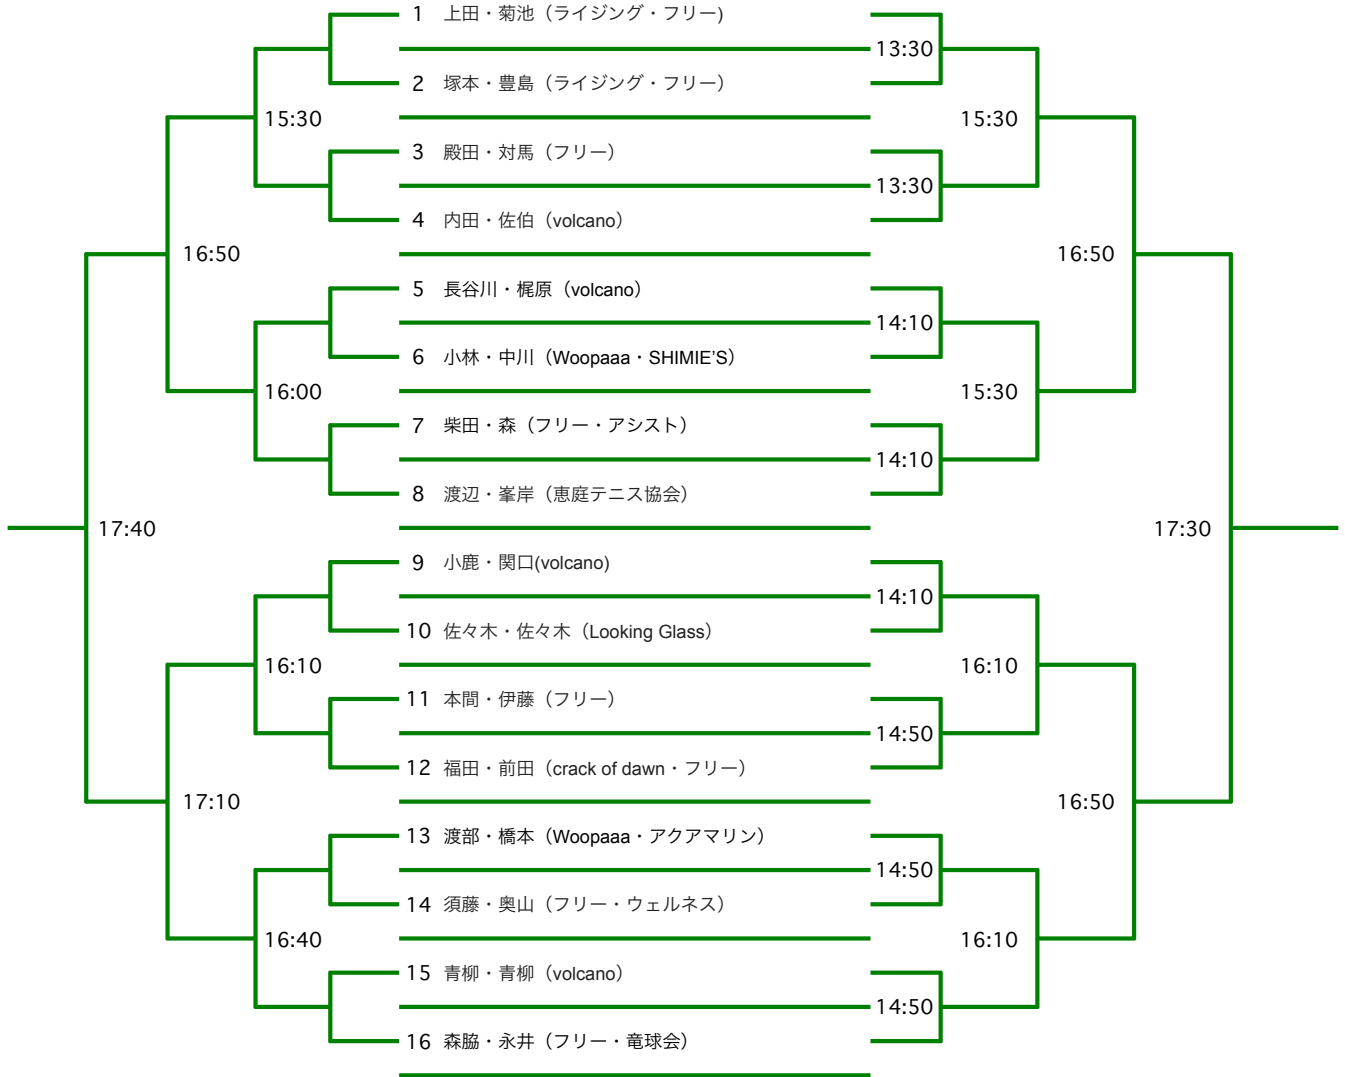 1 上田・菊池（ライジング・フリー)
13:30
2 塚本・豊島（ライジング・フリー）
15:30 15:30
3 殿田・対馬（フリー）
13:30
4 内田・佐伯（volcano）
16:50 16:50
5 長谷川・梶原（volcano）
14:10
6 小林・中川（Woopaaa・SHIMIE'S）
16:00 15:30
7 柴田・森（フリー・アシスト）
14:10
8 渡辺・峯岸（恵庭テニス協会）
17:40 17:30
9 小鹿・関口(volcano)
14:10
10 佐々木・佐々木（Looking Glass）
16:10 16:10
11 本間・伊藤（フリー）
14:50
12 福田・前田（crack of dawn・フリー）
17:10 16:50
13 渡部・橋本（Woopaaa・アクアマリン）
14:50
14 須藤・奥山（フリー・ウェルネス）
16:40 16:10
15 青柳・青柳（volcano）
14:50
16 森脇・永井（フリー・竜球会）